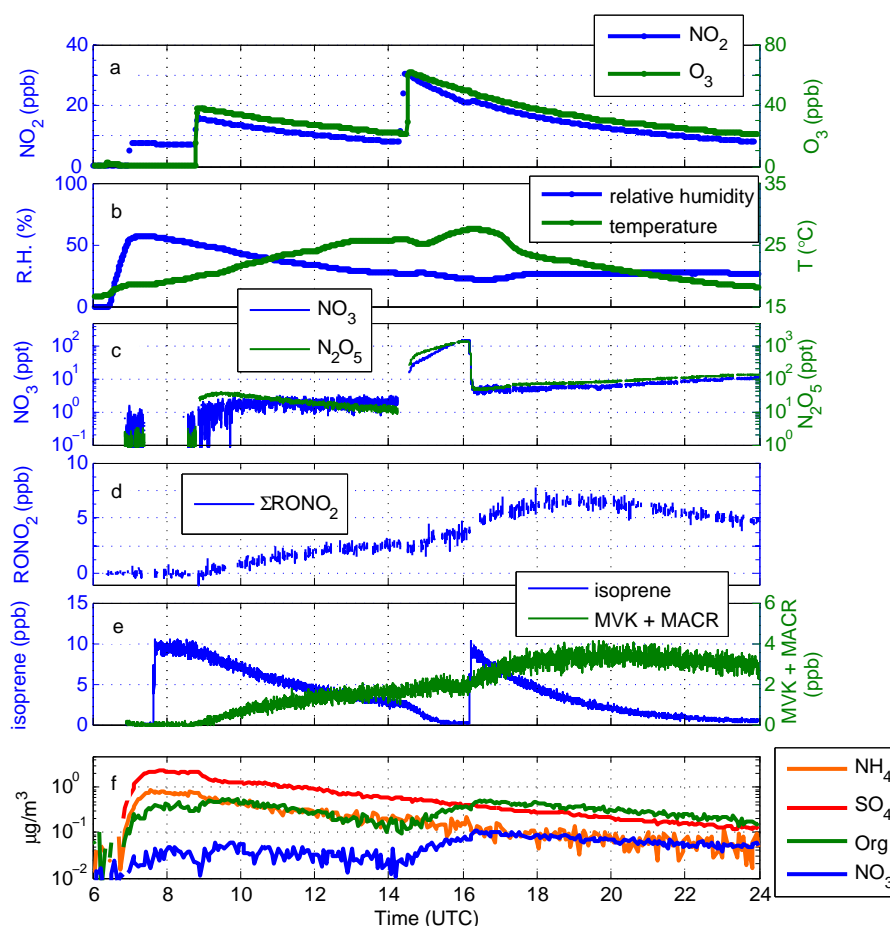 a
NO2 (ppb)
40
20
0
NO2
O3
80
40
0
O3 (ppb)
b
R.H. (%)
100
50
0
relative humidity
temperature
35
25
15
T (°C)
c
NO3 (ppt)
10^2
10^1
10^0
10^-1
NO3
N2O5
10^3
10^2
10^1
10^0
N2O5 (ppt)
d
RONO2 (ppb)
10
5
0
ΣRONO2
e
isoprene (ppb)
15
10
5
0
isoprene
MVK + MACR
6
4
2
0
MVK + MACR
(ppb)
f
µg/m^3
10^0
10^-1
10^-2
NH4
SO4
Org
NO3
6 8 10 12 14 16 18 20 22 24
Time (UTC)